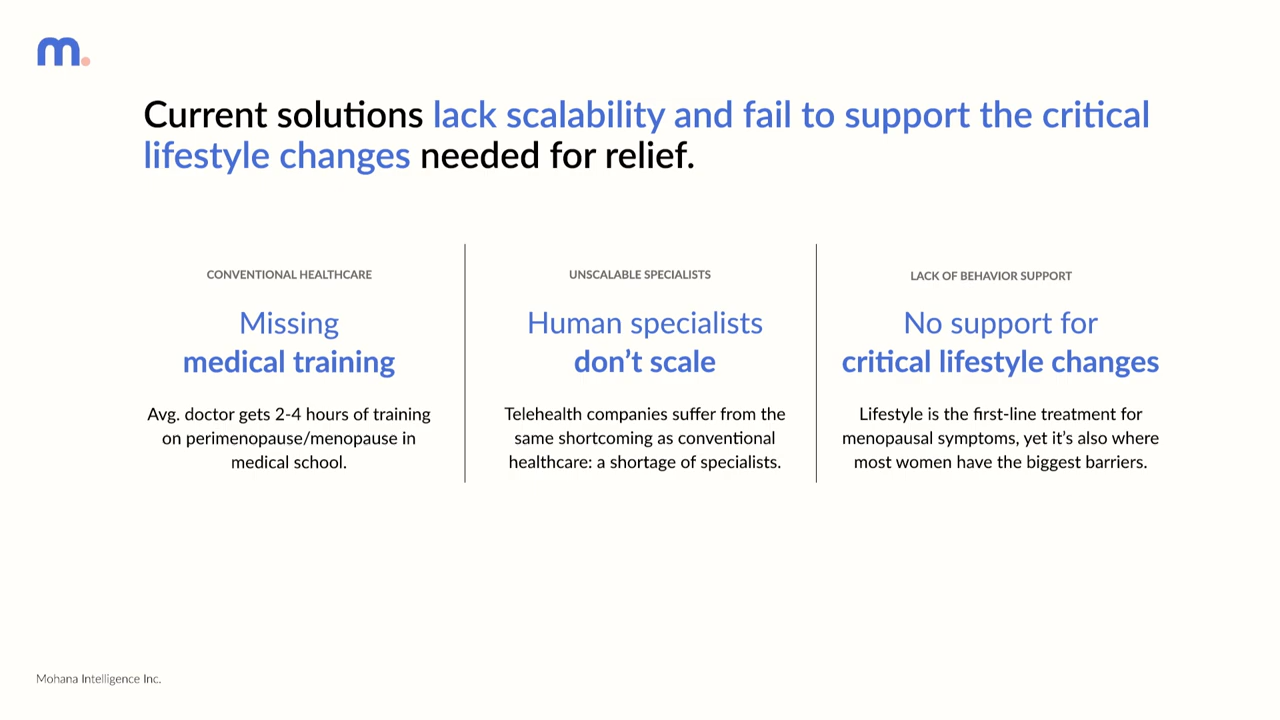 m.
Current solutions lack scalability and fail to support the critical
lifestyle changes needed for relief.
CONVENTIONAL HEALTHCARE
Missing
medical training
Avg. doctor gets 2-4 hours of training
on perimenopause/menopause in
medical school.
UNSCALABLE SPECIALISTS
Human specialists
don’t scale
Telehealth companies suffer from the
same shortcoming as conventional
healthcare: a shortage of specialists.
LACK OF BEHAVIOR SUPPORT
No support for
critical lifestyle changes
Lifestyle is the first-line treatment for
menopausal symptoms, yet it’s also where
most women have the biggest barriers.
Mohana Intelligence Inc.